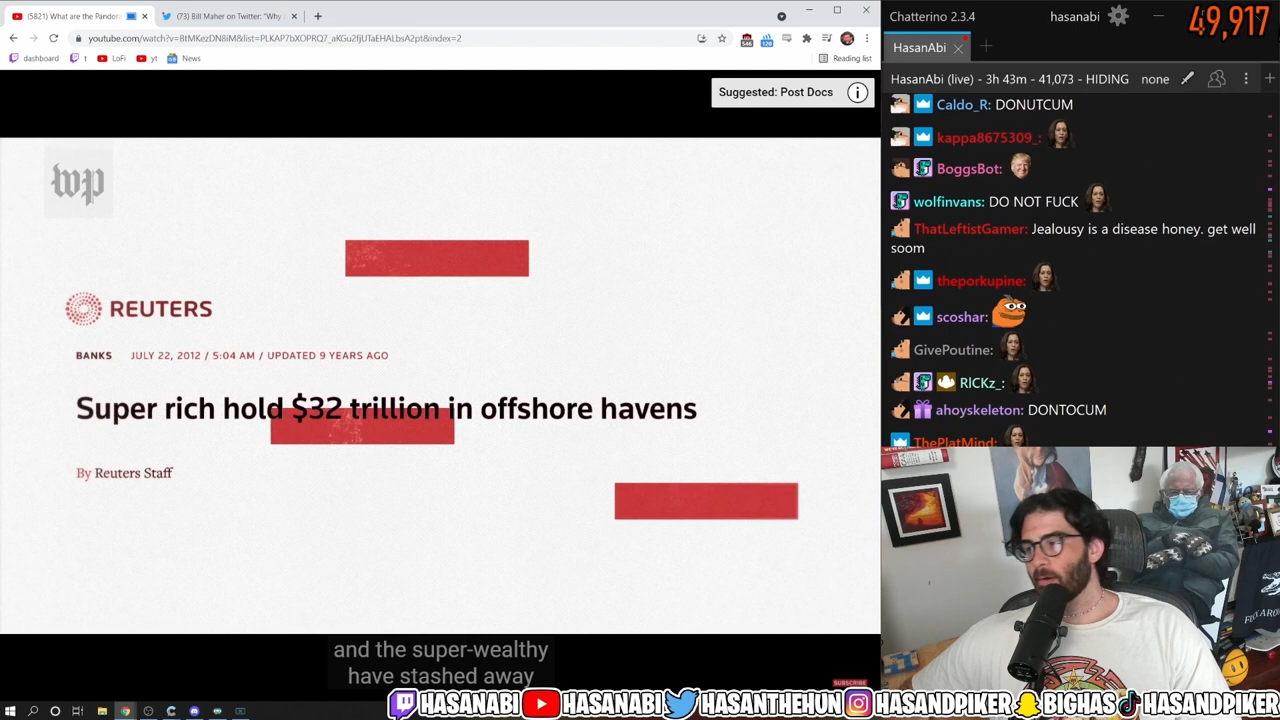 (5821) What are the Pandora
(73) Bill Maher on Twitter: "Why a
youtube.com/watch?v=8tMKezDN8iM&list=PLKAP7bXOPRQ7_aKGu2fjUTaEHALbsA2pt&index=2
546
128
dashboard
t
LoFi
yt
News
Reading list
Suggested: Post Docs
wp
REUTERS
BANKS JULY 22, 2012 / 5:04 AM / UPDATED 9 YEARS AGO
Super rich hold $32 trillion in offshore havens
By Reuters Staff
and the super-wealthy
have stashed away
SUBSCRIBE
Chatterino 2.3.4
hasanabi
49,917
HasanAbi
HasanAbi (live) - 3h 43m - 41,073 - HIDING
none
Caldo_R: DONUTCUM
kappa8675309_:
BoggsBot:
wolfinvans: DO NOT FUCK
ThatLeftistGamer: Jealousy is a disease honey. get well
soom
theporkupine:
scoshar:
GivePoutine:
RlCKz_:
ahoyskeleton: DONTOCUM
ThePlatMind:
HASANABI HASANABI HASANTHEHUN HASANDPIKER BIGHAS HASANDPIKER